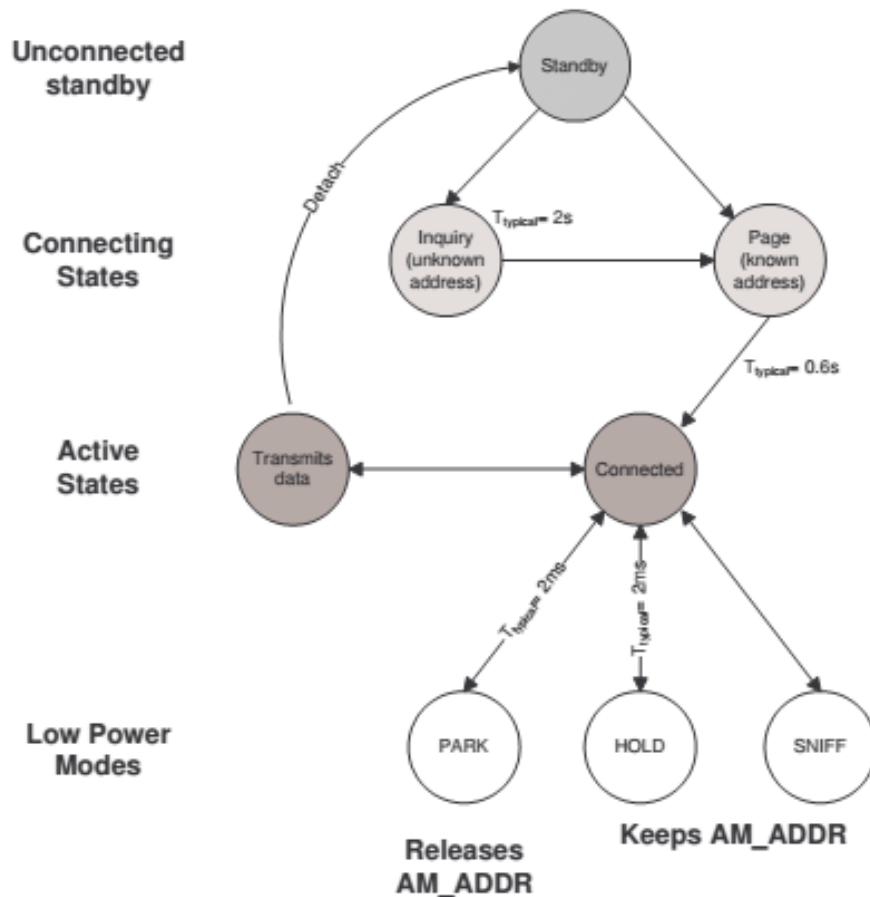 Unconnected
standby
Standby
Detach
Connecting
States
Inquiry
(unknown
address)
Ttypical= 2s
Page
(known
address)
Ttypical= 0.6s
Active
States
Transmits
data
Connected
Ttypical= 2ms
Ttypical= 2ms
Low Power
Modes
PARK
HOLD
SNIFF
Releases
AM_ADDR
Keeps AM_ADDR